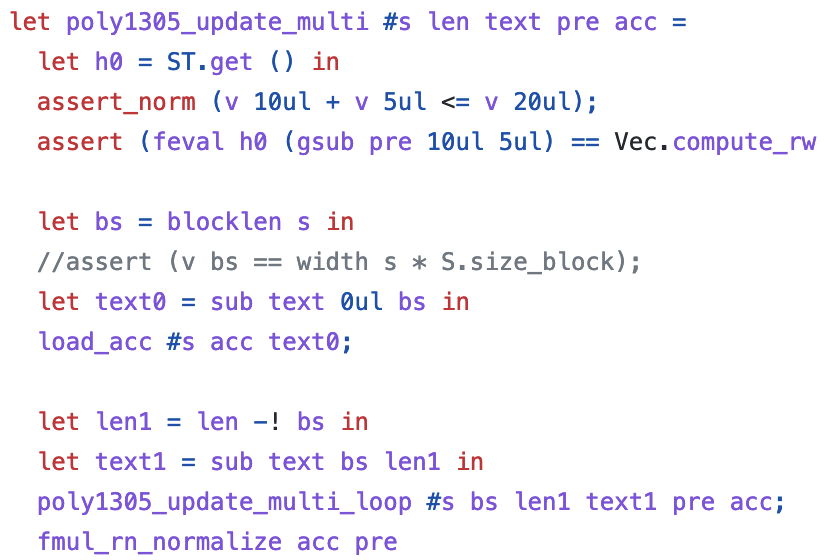 let poly1305_update_multi #s len text pre acc =
let h0 = ST.get () in
assert_norm (v 10ul + v 5ul <= v 20ul);
assert (feval h0 (gsub pre 10ul 5ul) == Vec.compute_rw
let bs = blocklen s in
//assert (v bs == width s * S.size_block);
let text0 = sub text 0ul bs in
load_acc #s acc text0;
let len1 = len -! bs in
let text1 = sub text bs len1 in
poly1305_update_multi_loop #s bs len1 text1 pre acc;
fmul_rn_normalize acc pre